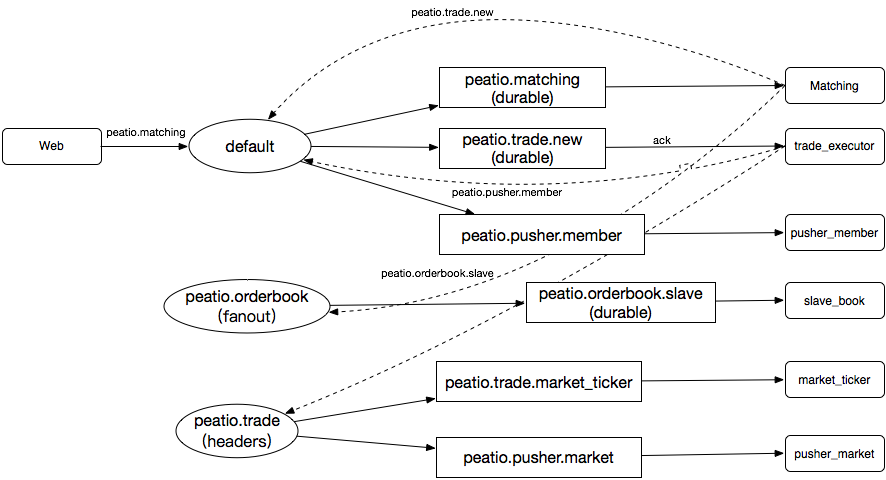 peatio.trade.new
peatio.matching
(durable)
Matching
Web
peatio.matching
default
peatio.trade.new
(durable)
ack
trade_executor
peatio.pusher.member
peatio.pusher.member
pusher_member
peatio.orderbook.slave
peatio.orderbook
(fanout)
peatio.orderbook.slave
(durable)
slave_book
peatio.trade.market_ticker
market_ticker
peatio.trade
(headers)
peatio.pusher.market
pusher_market